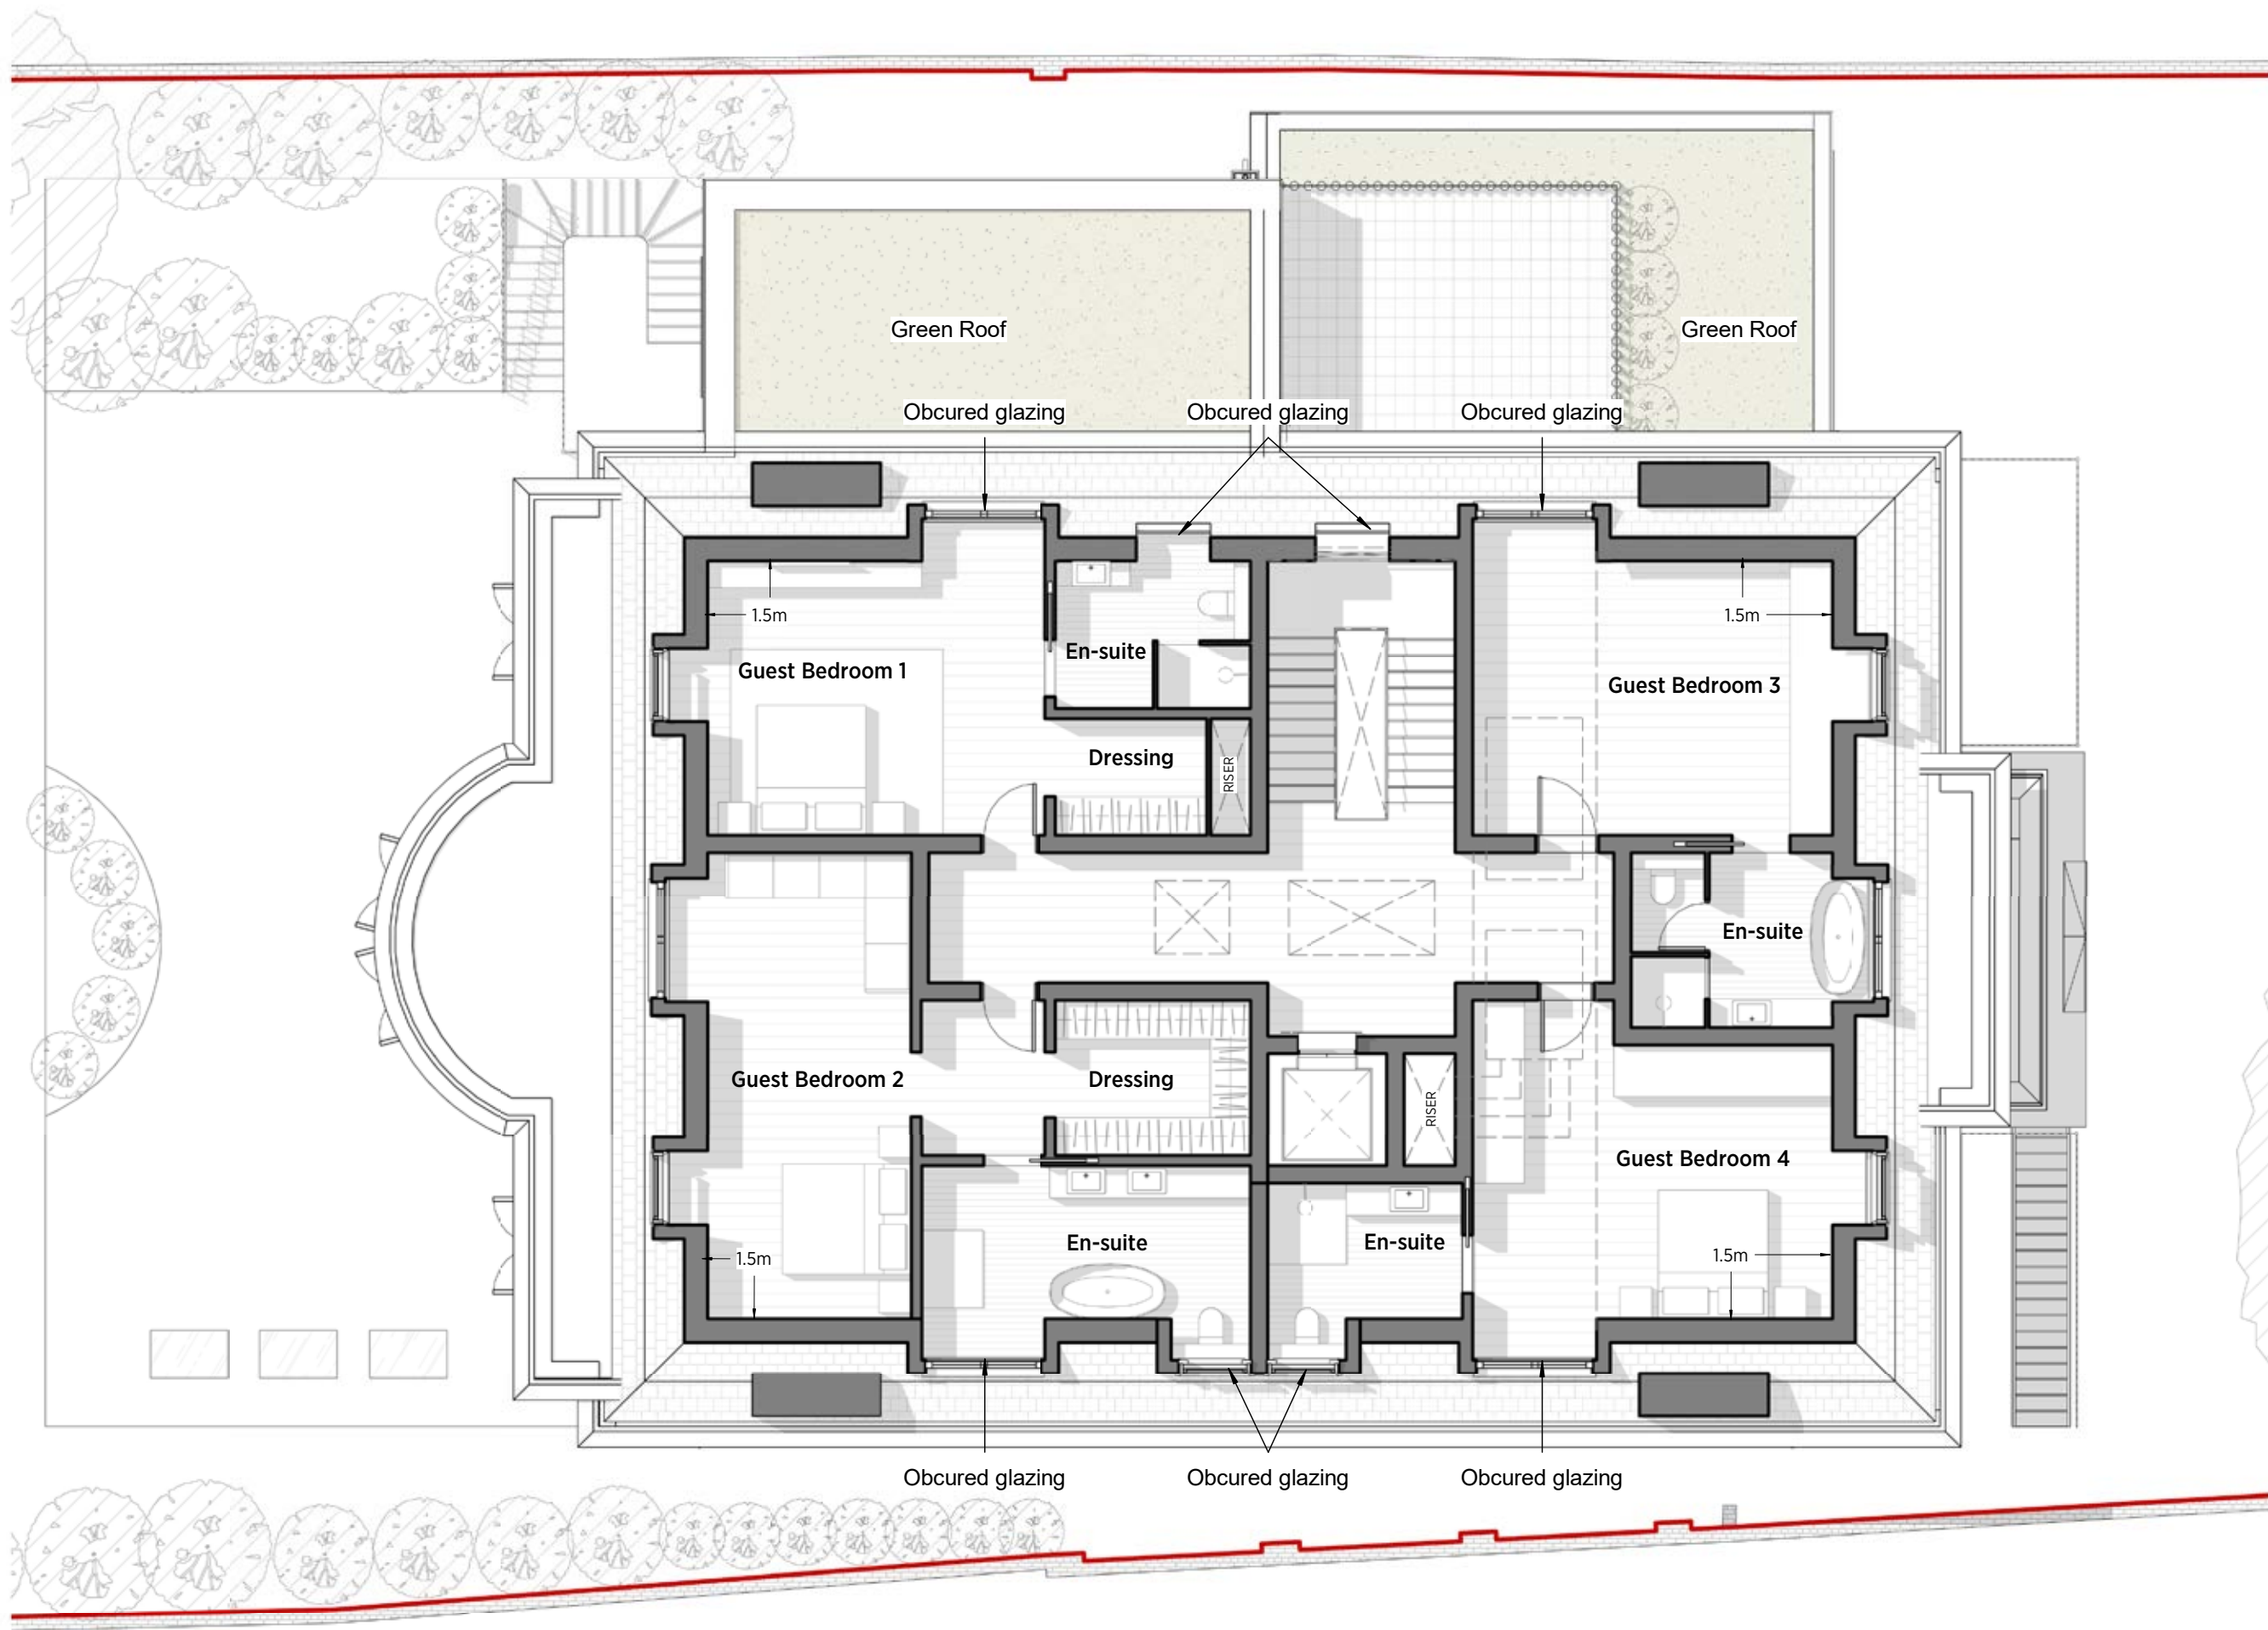 Green Roof
Green Roof
Obcured glazing
Obcured glazing
Obcured glazing
1.5m
1.5m
En-suite
Guest Bedroom 1
Guest Bedroom 3
Dressing
RISER
En-suite
Guest Bedroom 2
Dressing
RISER
Guest Bedroom 4
En-suite
En-suite
1.5m
1.5m
Obcured glazing
Obcured glazing
Obcured glazing